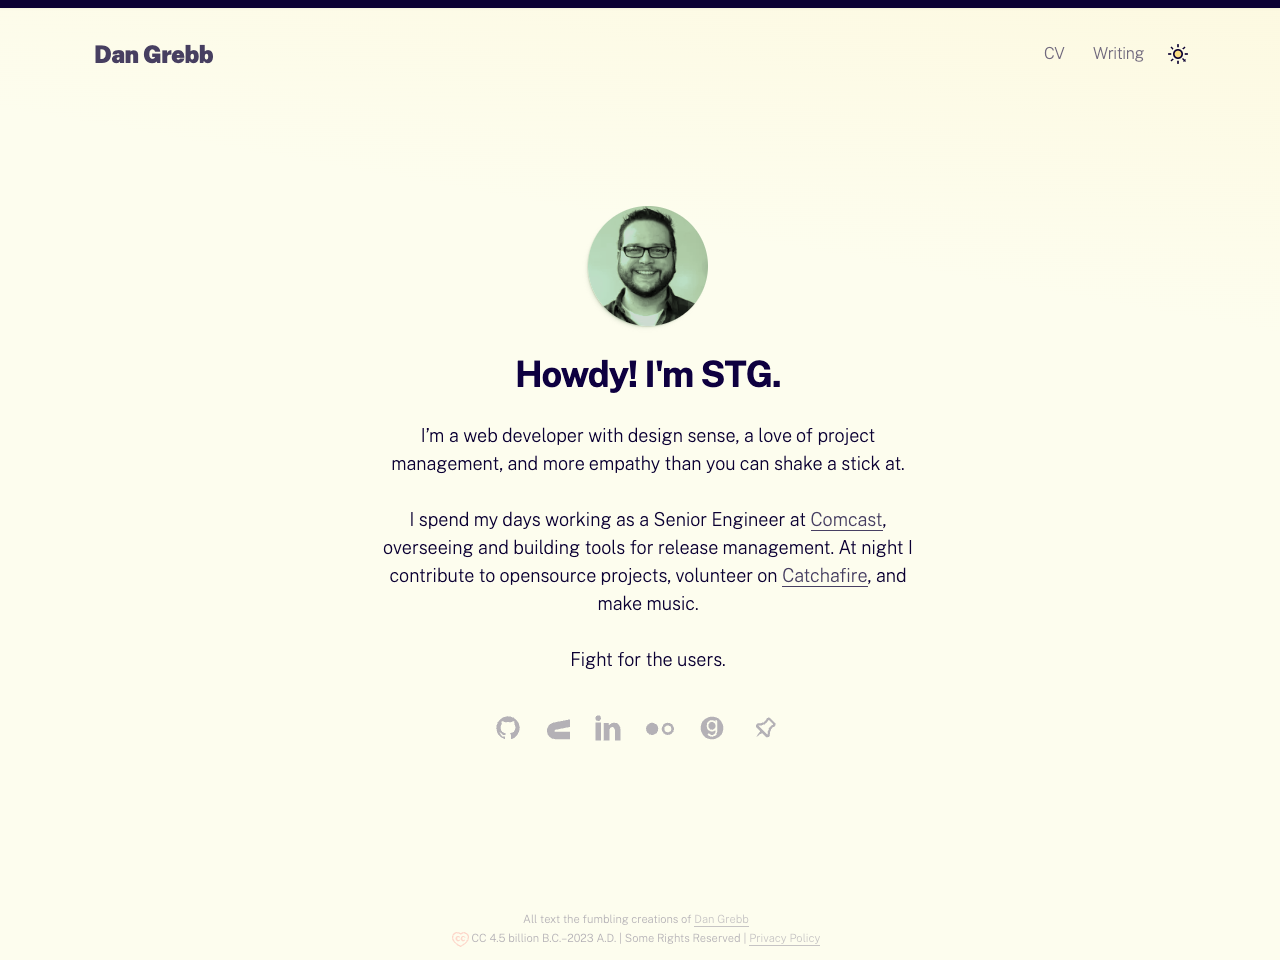 Dan Grebb
CV
Writing
Howdy! I'm STG.
I’m a web developer with design sense, a love of project
management, and more empathy than you can shake a stick at.
I spend my days working as a Senior Engineer at Comcast,
overseeing and building tools for release management. At night I
contribute to opensource projects, volunteer on Catchafire, and
make music.
Fight for the users.
All text the fumbling creations of Dan Grebb
CC 4.5 billion B.C.–2023 A.D. | Some Rights Reserved | Privacy Policy